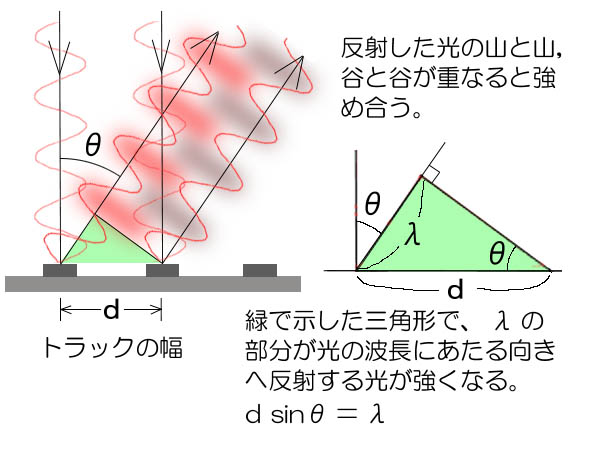 反射した光の山と山,
谷と谷が重なると強
め合う。
θ
d
トラックの幅
θ
λ
θ
d
緑で示した三角形で、λの
部分が光の波長にあたる向き
へ反射する光が強くなる。
d sinθ = λ